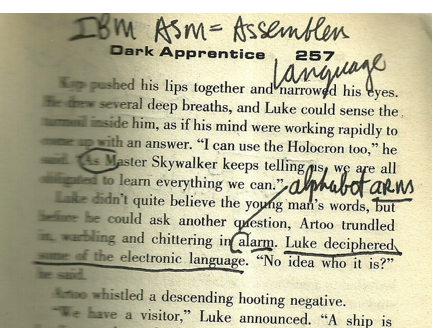 IBM ASM = Assembler
Dark Apprentice 257
Language
Kyp pushed his lips together and narrowed his eyes.
He drew several deep breaths, and Luke could sense the
turmoil inside him, as if his mind were working rapidly to
come up with an answer. “I can use the Holocron too,” he
said. “As Master Skywalker keeps telling us, we are all
obligated to learn everything we can.”
alphabet arms
Luke didn't quite believe the young man's words, but
before he could ask another question, Artoo trundled
in, warbling and chittering in alarm. Luke deciphered
some of the electronic language. “No idea who it is?”
he said.
Artoo whistled a descending hooting negative.
“We have a visitor,” Luke announced. “A ship is